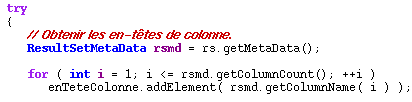 try
{
// Obtenir les en-têtes de colonne.
ResultSetMetaData rsmd = rs.getMetaData();
for ( int i = 1; i <= rsmd.getColumnCount(); ++i )
enTeteColonne.addElement( rsmd.getColumnName( i ) );